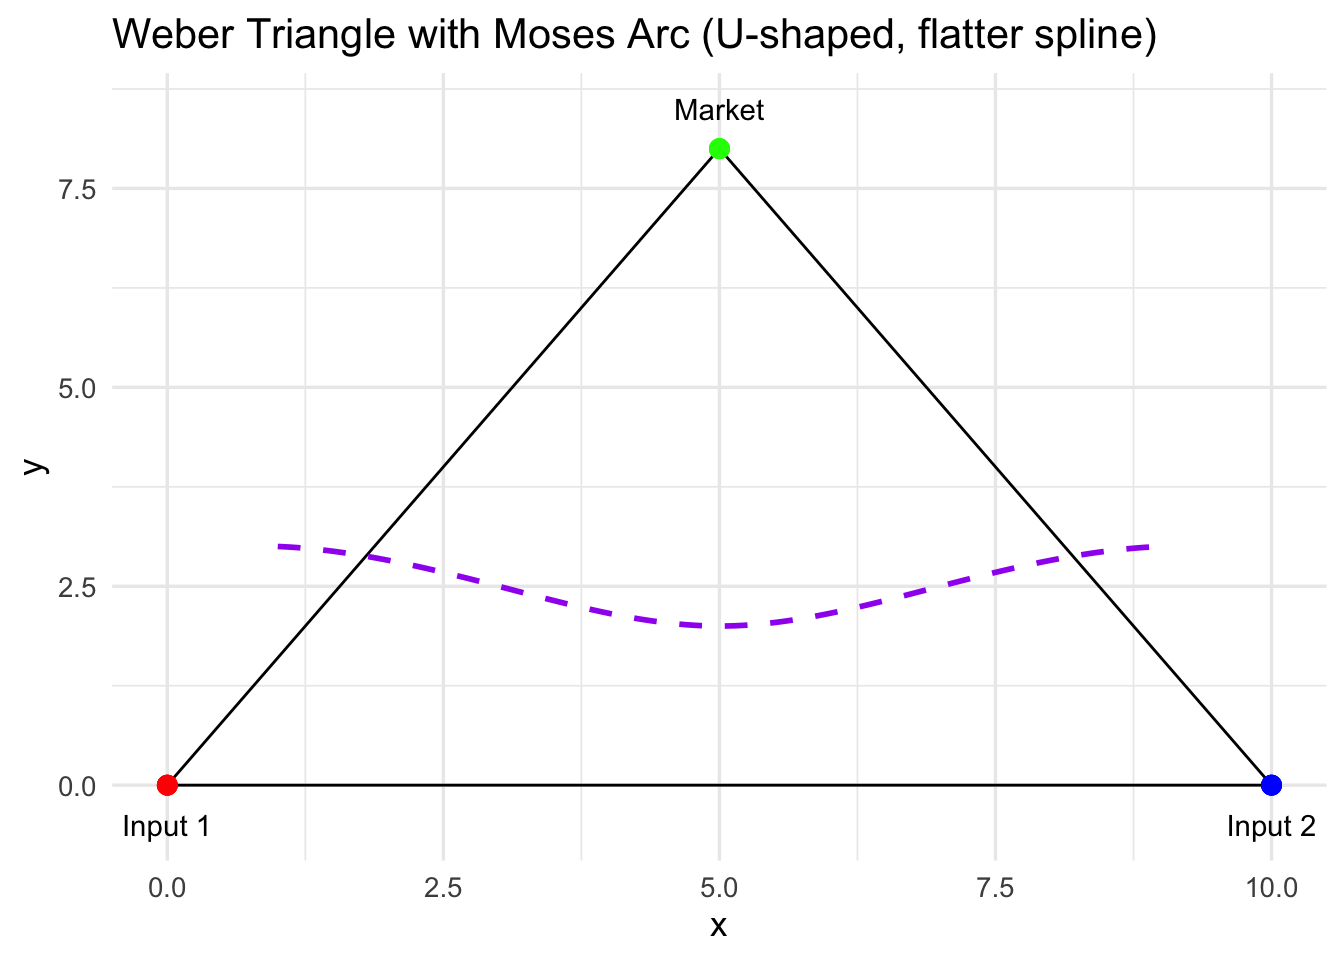 Weber Triangle with Moses Arc (U-shaped, flatter spline)
Market
7.5
5.0
y
2.5
0.0
Input 1
Input 2
0.0 2.5 5.0 7.5 10.0
x